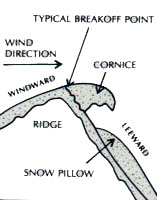 TYPICAL BREAKOFF POINT
WIND
DIRECTION
CORNICE
WINDWARD
RIDGE
LEEWARD
SNOW PILLOW